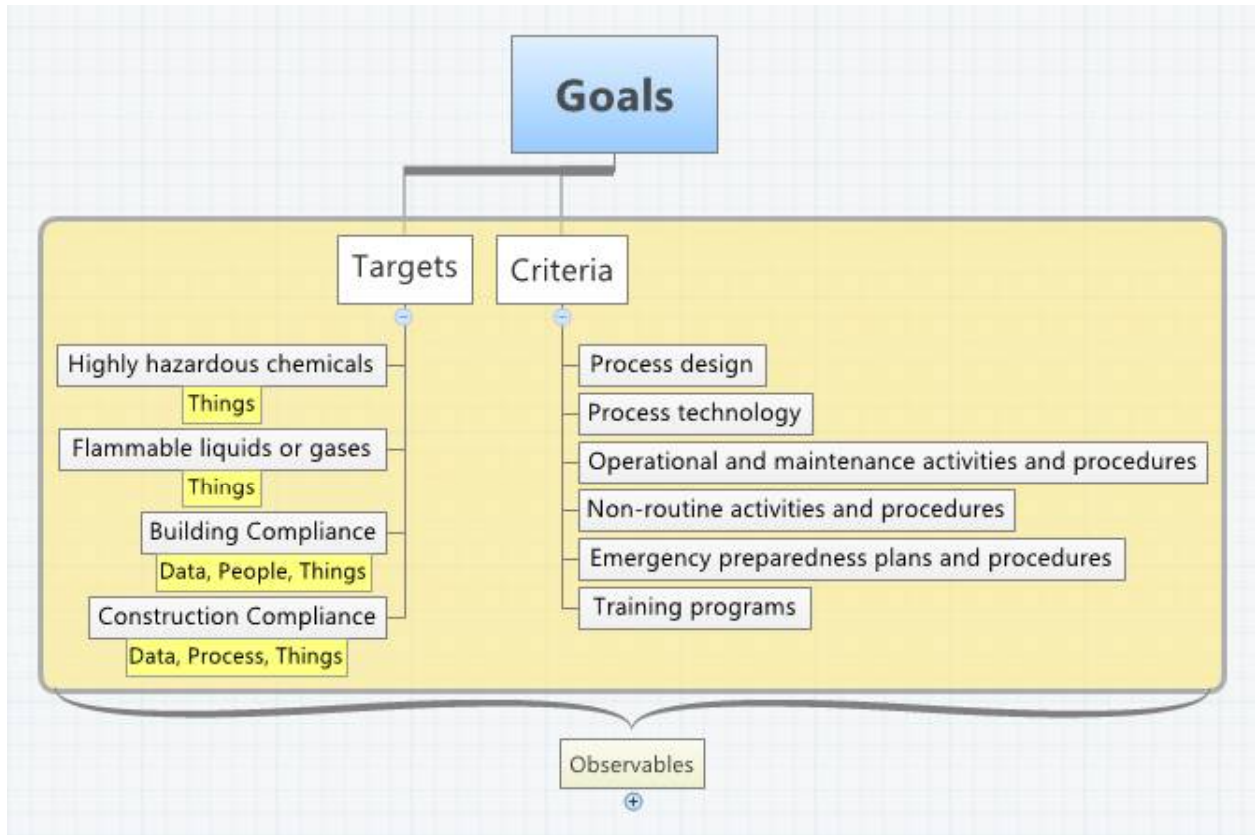 Goals
Targets
Criteria
Highly hazardous chemicals
Things
Flammable liquids or gases
Things
Building Compliance
Data, People, Things
Construction Compliance
Data, Process, Things
Process design
Process technology
Operational and maintenance activities and procedures
Non-routine activities and procedures
Emergency preparedness plans and procedures
Training programs
Observables